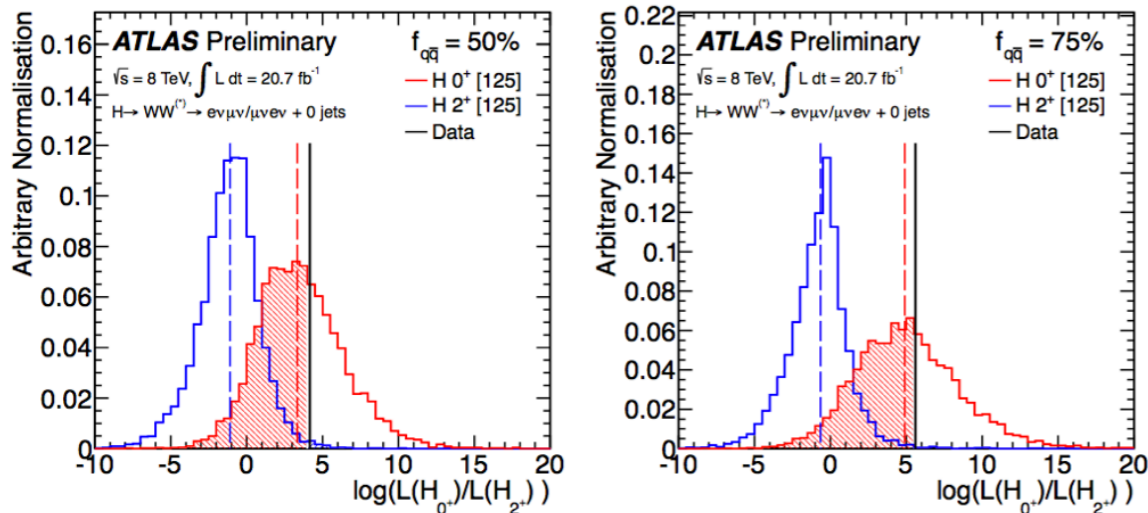 ATLAS Preliminary
f_qq̄ = 50%
√s = 8 TeV, ∫ L dt = 20.7 fb⁻¹
H→ WW^(*) → eνμν/μνeν + 0 jets
H 0⁺ [125]
H 2⁺ [125]
Data
Arbitrary Normalisation
0.16
0.14
0.12
0.1
0.08
0.06
0.04
0.02
0
-10 -5 0 5 10 15 20
log(L(H_0⁺)/L(H_2⁺) )
ATLAS Preliminary
f_qq̄ = 75%
√s = 8 TeV, ∫ L dt = 20.7 fb⁻¹
H→ WW^(*) → eνμν/μνeν + 0 jets
H 0⁺ [125]
H 2⁺ [125]
Data
Arbitrary Normalisation
0.22
0.2
0.18
0.16
0.14
0.12
0.1
0.08
0.06
0.04
0.02
0
-10 -5 0 5 10 15 20
log(L(H_0⁺)/L(H_2⁺) )